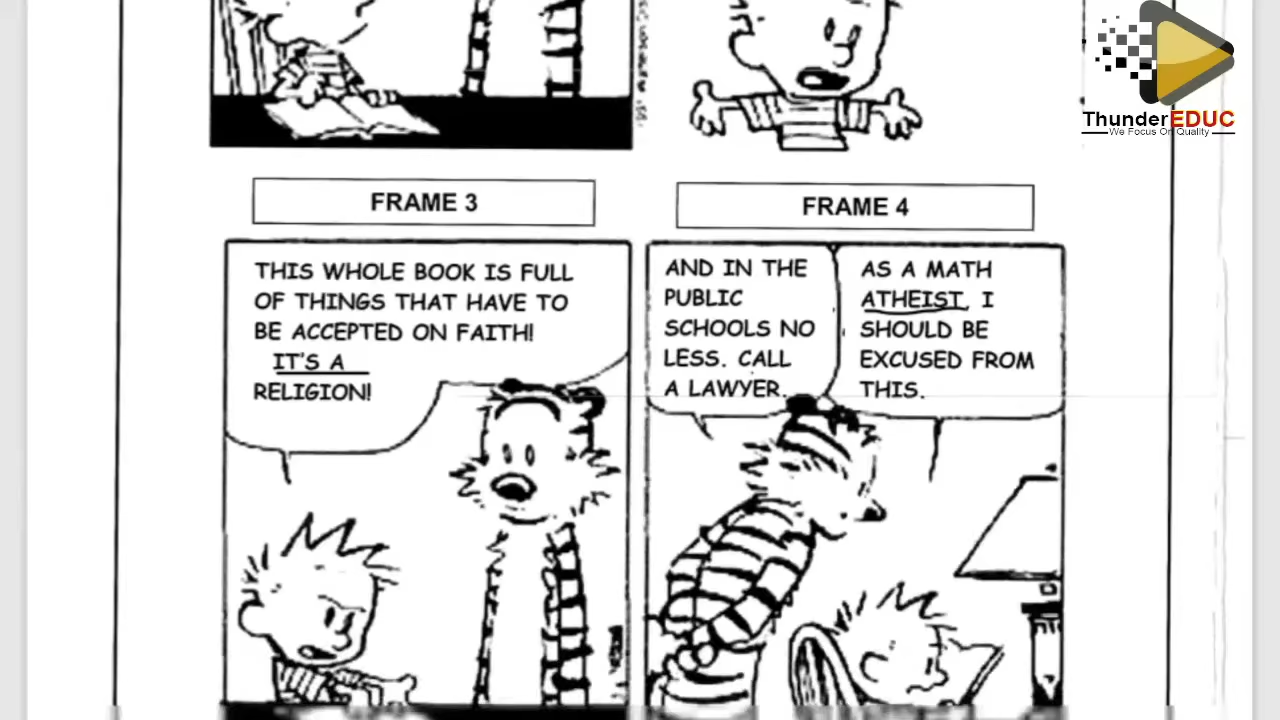 ThunderEDUC
We Focus On Quality
FRAME 3
FRAME 4
THIS WHOLE BOOK IS FULL
OF THINGS THAT HAVE TO
BE ACCEPTED ON FAITH!
IT'S A
RELIGION!
AND IN THE
PUBLIC
SCHOOLS NO
LESS. CALL
A LAWYER.
AS A MATH
ATHEIST, I
SHOULD BE
EXCUSED FROM
THIS.